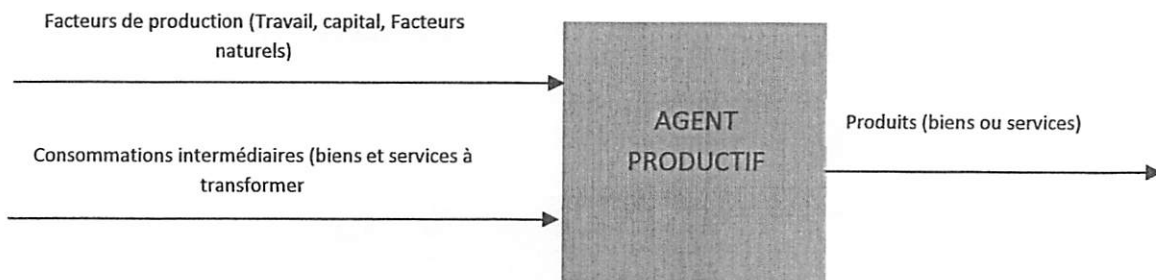 Facteurs de production (Travail, capital, Facteurs
naturels)
Consommations intermédiaires (biens et services à
transformer
AGENT
PRODUCTIF
Produits (biens ou services)